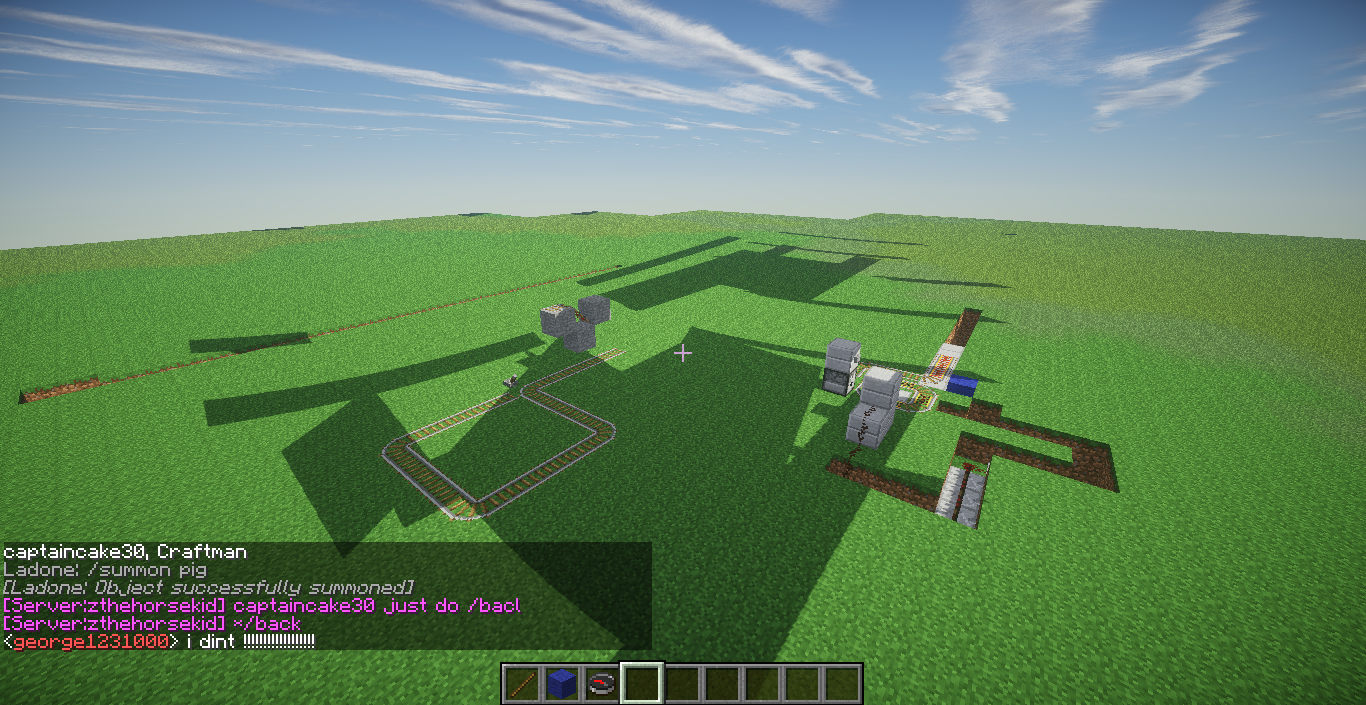 captaincake30, Craftman
Ladone: /summon pig
[Ladone: Object successfully summoned]
[Server:zthehorsekid] captaincake30 just do /bacl
[Server:zthehorsekid] */back
<george1231000> i dint !!!!!!!!!!!!!!!!!!